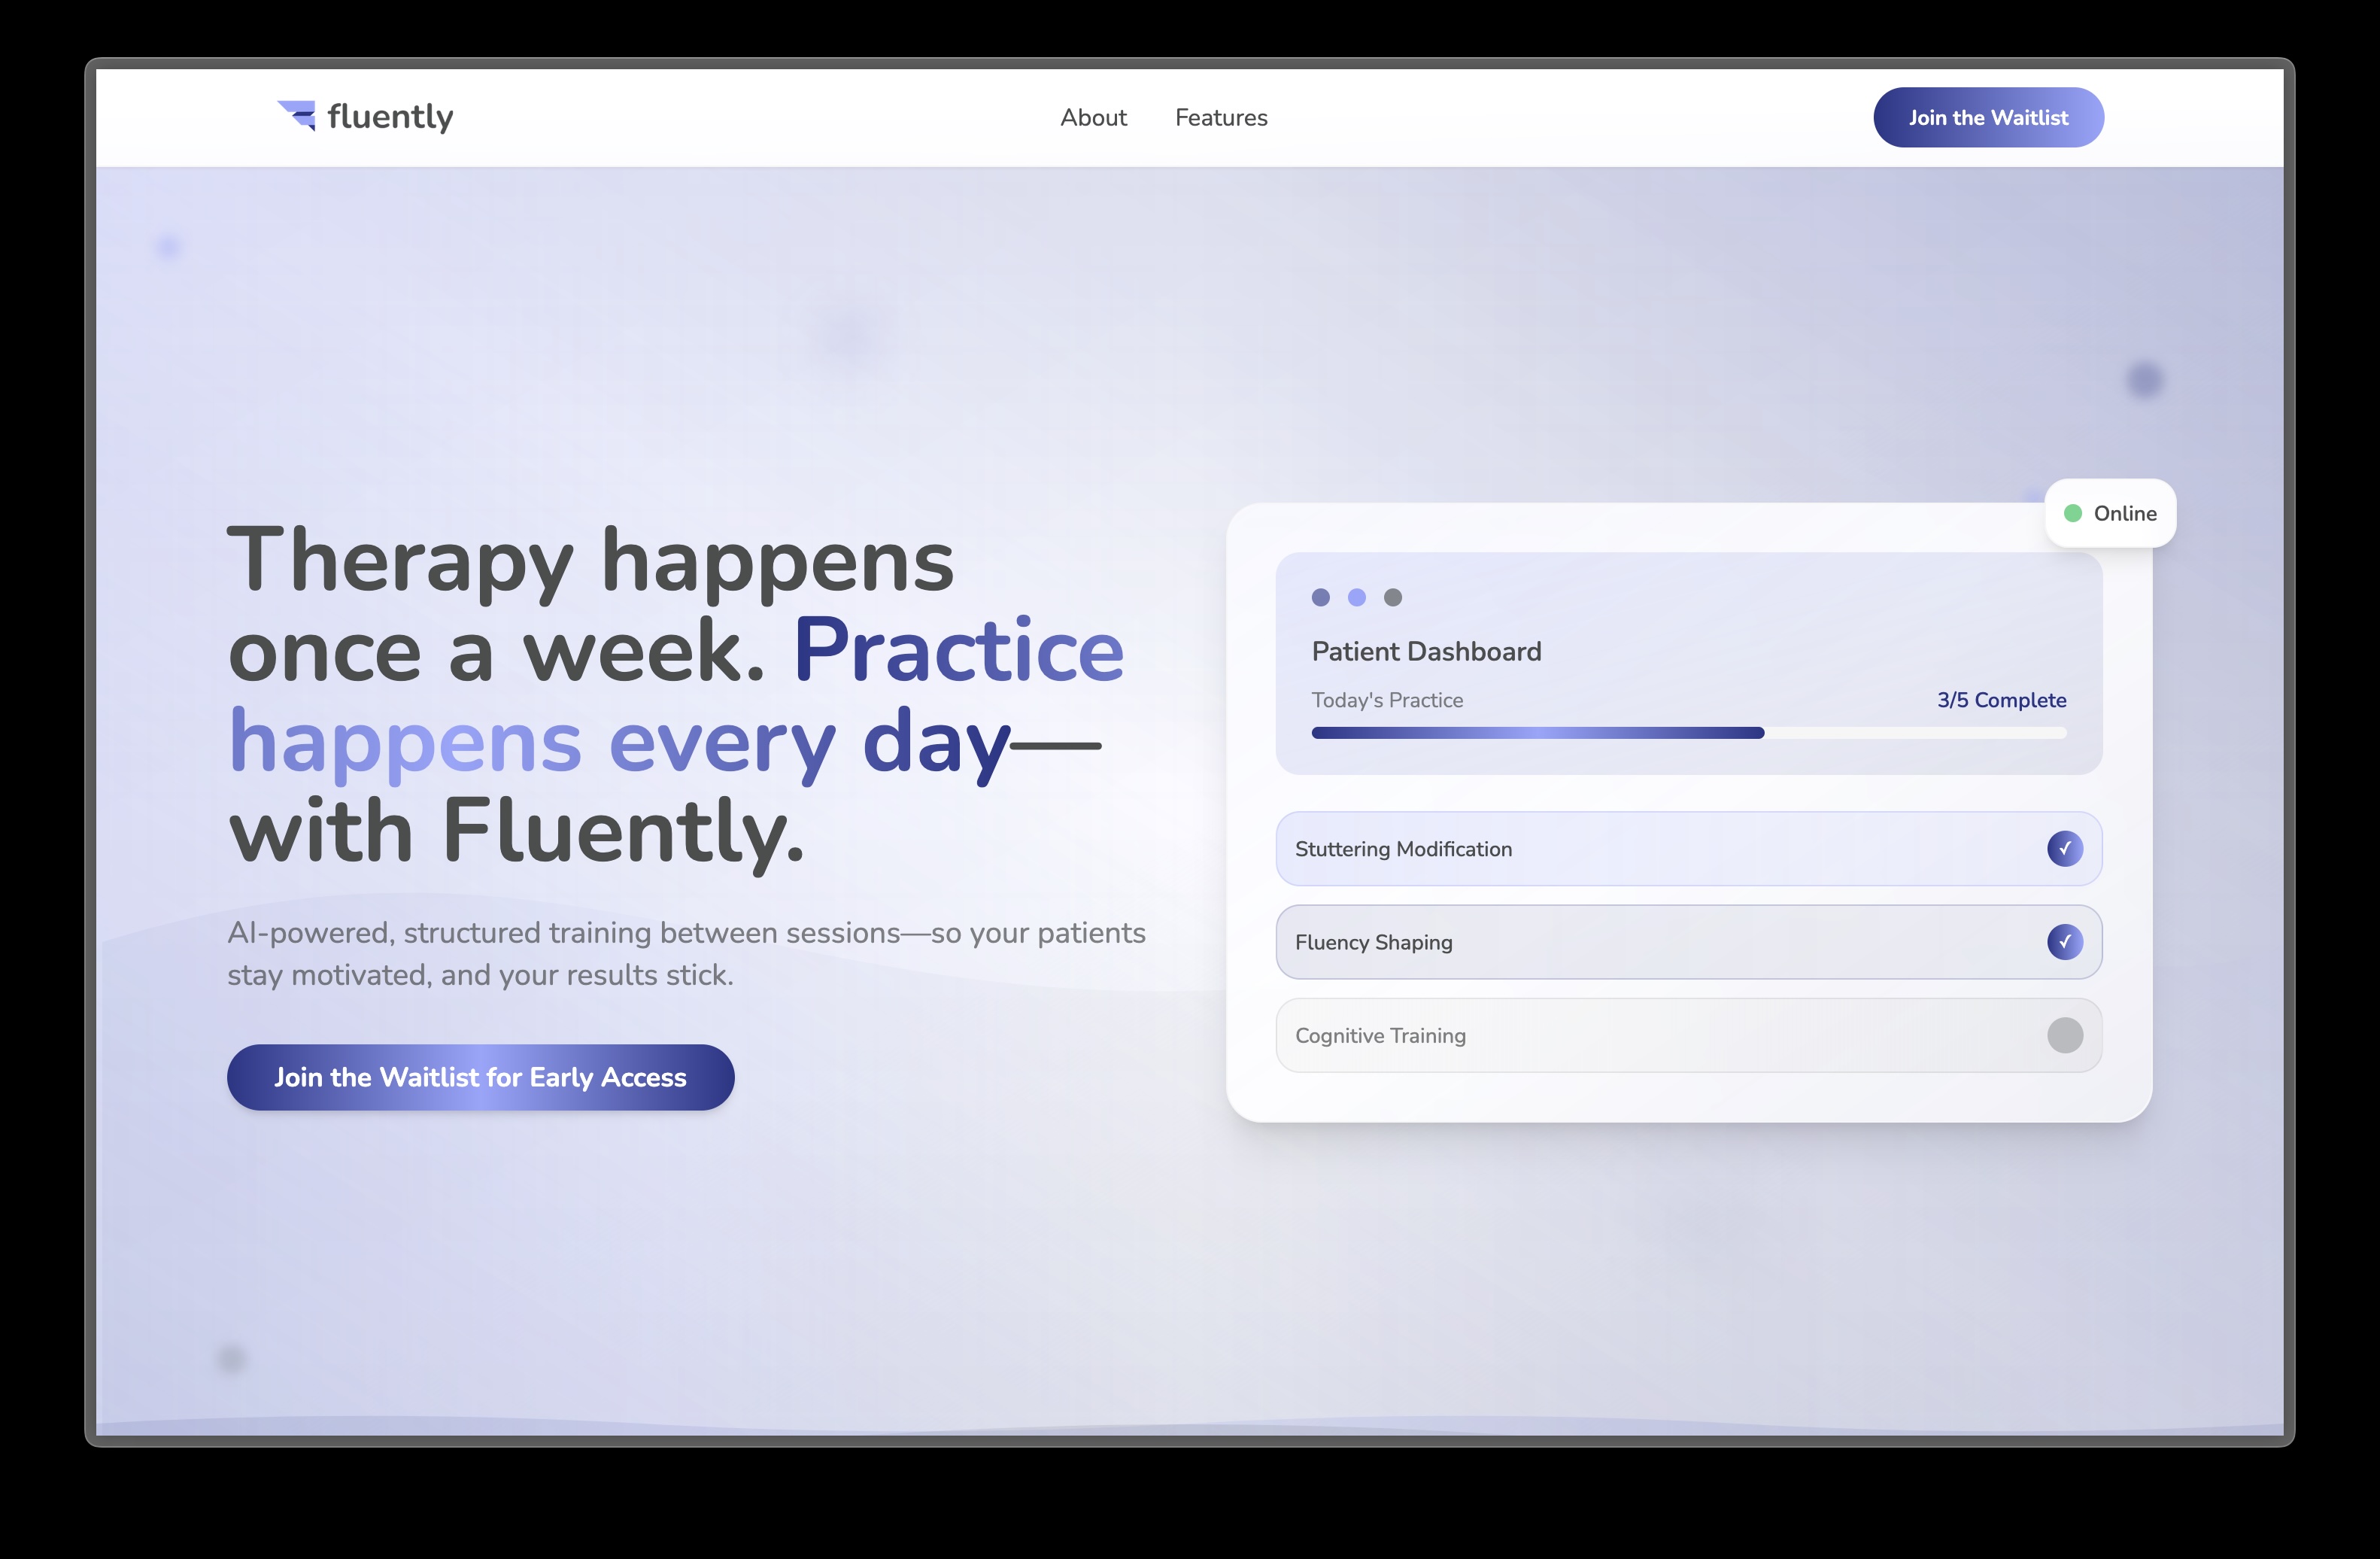 fluently
About
Features
Join the Waitlist
Therapy happens
once a week. Practice
happens every day—
with Fluently.
AI-powered, structured training between sessions—so your patients
stay motivated, and your results stick.
Join the Waitlist for Early Access
Online
Patient Dashboard
Today's Practice
3/5 Complete
Stuttering Modification
Fluency Shaping
Cognitive Training